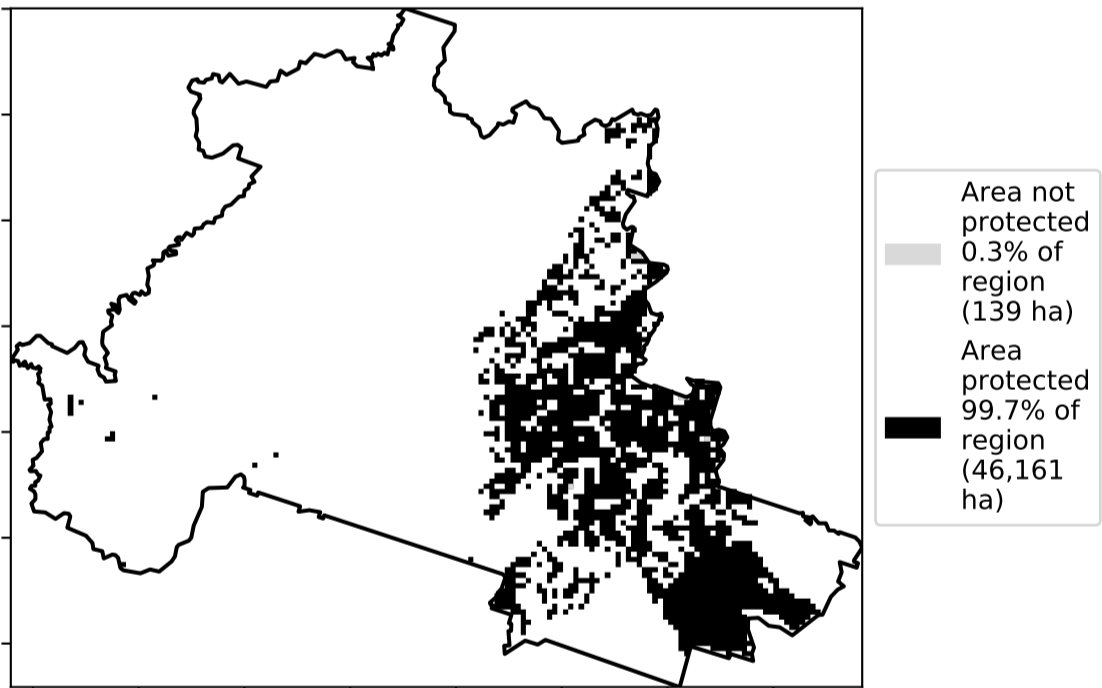 Area not
protected
0.3% of
region
(139 ha)
Area
protected
99.7% of
region
(46,161
ha)